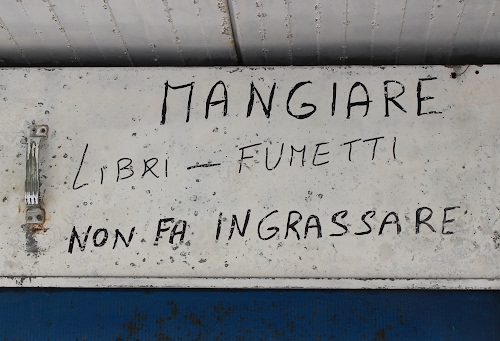 MANGIARE
LIBRI - FUMETTI
NON FA INGRASSARE